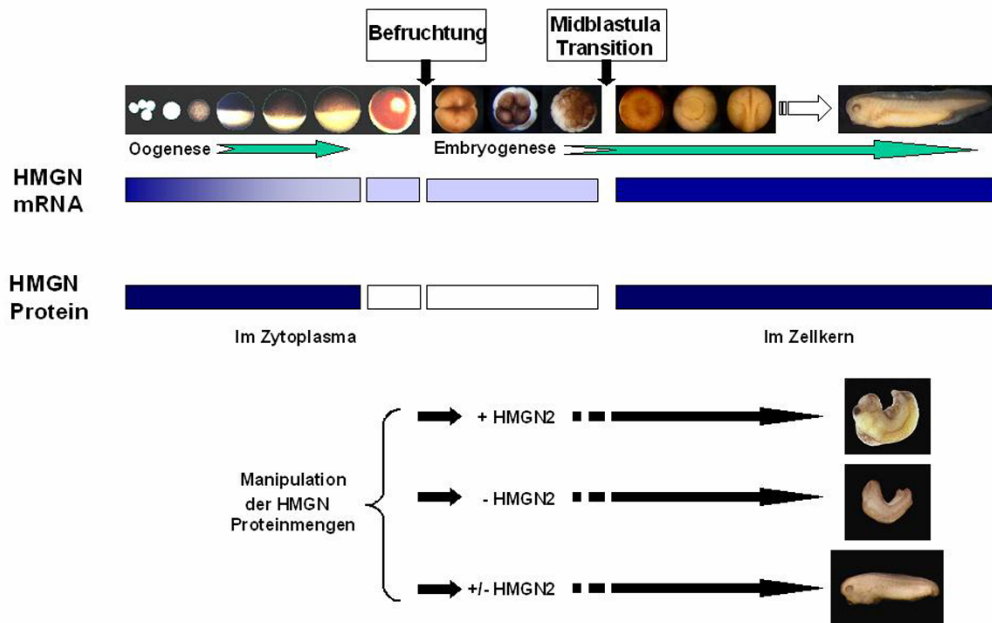 Befruchtung
Midblastula
Transition
Oogenese
Embryogenese
HMGN
mRNA
HMGN
Protein
Im Zytoplasma
Im Zellkern
+ HMGN2
Manipulation
der HMGN
Proteinmengen
- HMGN2
+/- HMGN2